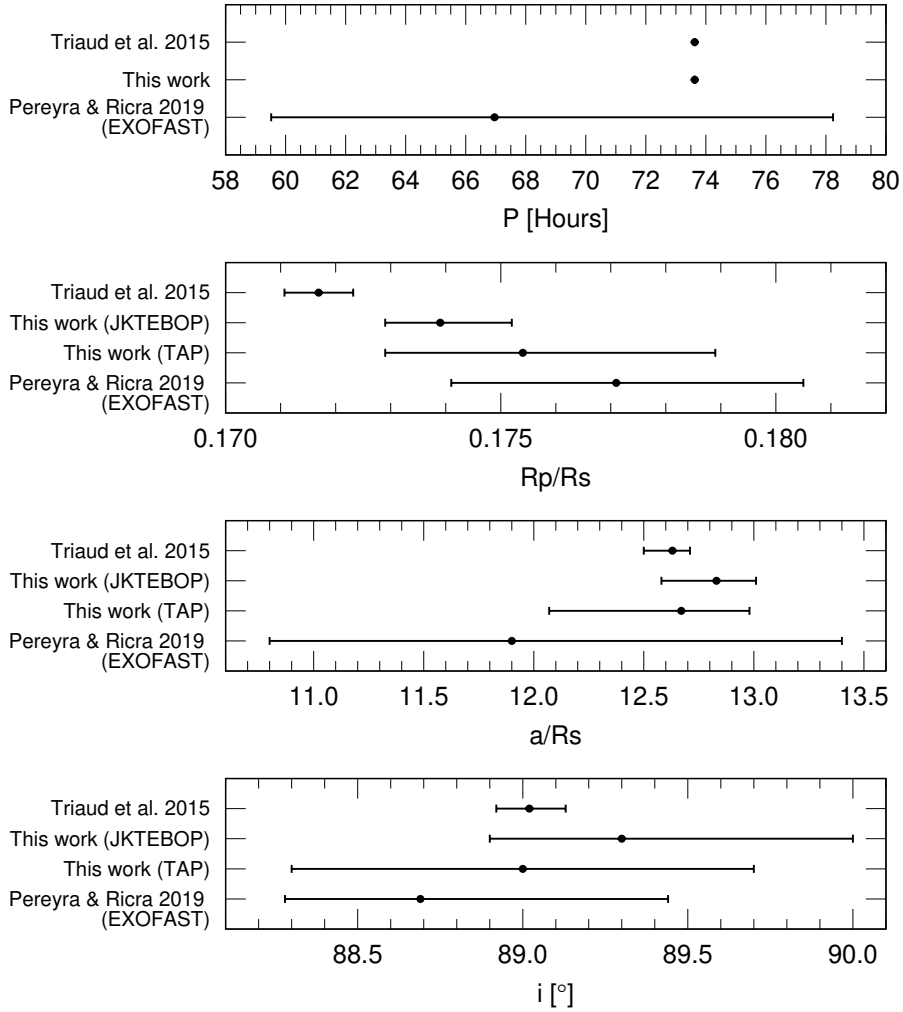 Triaud et al. 2015
This work
Pereyra & Ricra 2019
(EXOFAST)
58 60 62 64 66 68 70 72 74 76 78 80
P [Hours]
Triaud et al. 2015
This work (JKTEBOP)
This work (TAP)
Pereyra & Ricra 2019
(EXOFAST)
0.170 0.175 0.180
Rp/Rs
Triaud et al. 2015
This work (JKTEBOP)
This work (TAP)
Pereyra & Ricra 2019
(EXOFAST)
11.0 11.5 12.0 12.5 13.0 13.5
a/Rs
Triaud et al. 2015
This work (JKTEBOP)
This work (TAP)
Pereyra & Ricra 2019
(EXOFAST)
88.5 89.0 89.5 90.0
i [°]